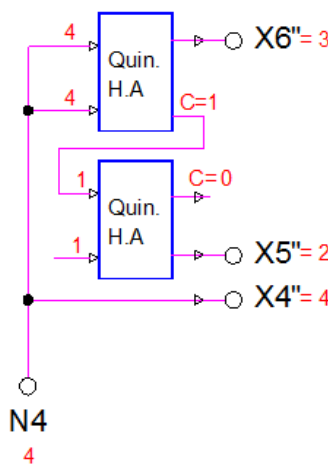 4 Quin. H.A X6"= 3
4 C=1
1 Quin. H.A C=0
1 X5"= 2
X4"= 4
N4
4